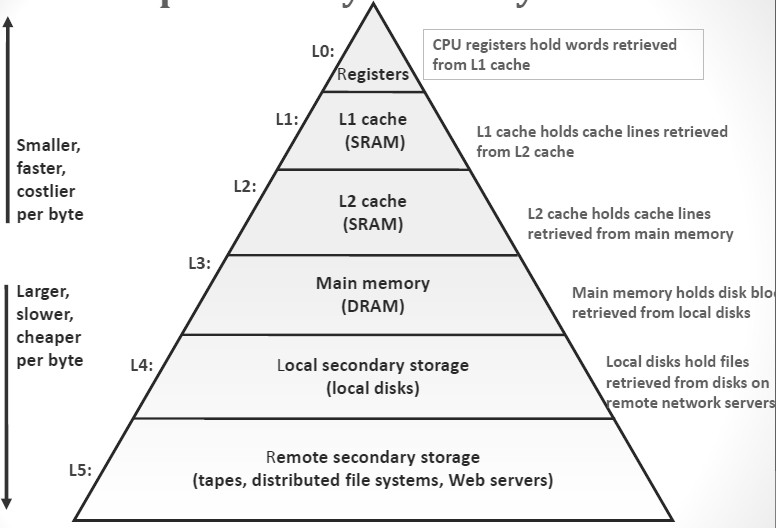 L0:
Registers
CPU registers hold words retrieved
from L1 cache
L1:
L1 cache
(SRAM)
L1 cache holds cache lines retrieved
from L2 cache
Smaller,
faster,
costlier
per byte
L2:
L2 cache
(SRAM)
L2 cache holds cache lines
retrieved from main memory
L3:
Main memory
(DRAM)
Main memory holds disk blo
retrieved from local disks
Larger,
slower,
cheaper
per byte
L4:
Local secondary storage
(local disks)
Local disks hold files
retrieved from disks on
remote network servers
L5:
Remote secondary storage
(tapes, distributed file systems, Web servers)